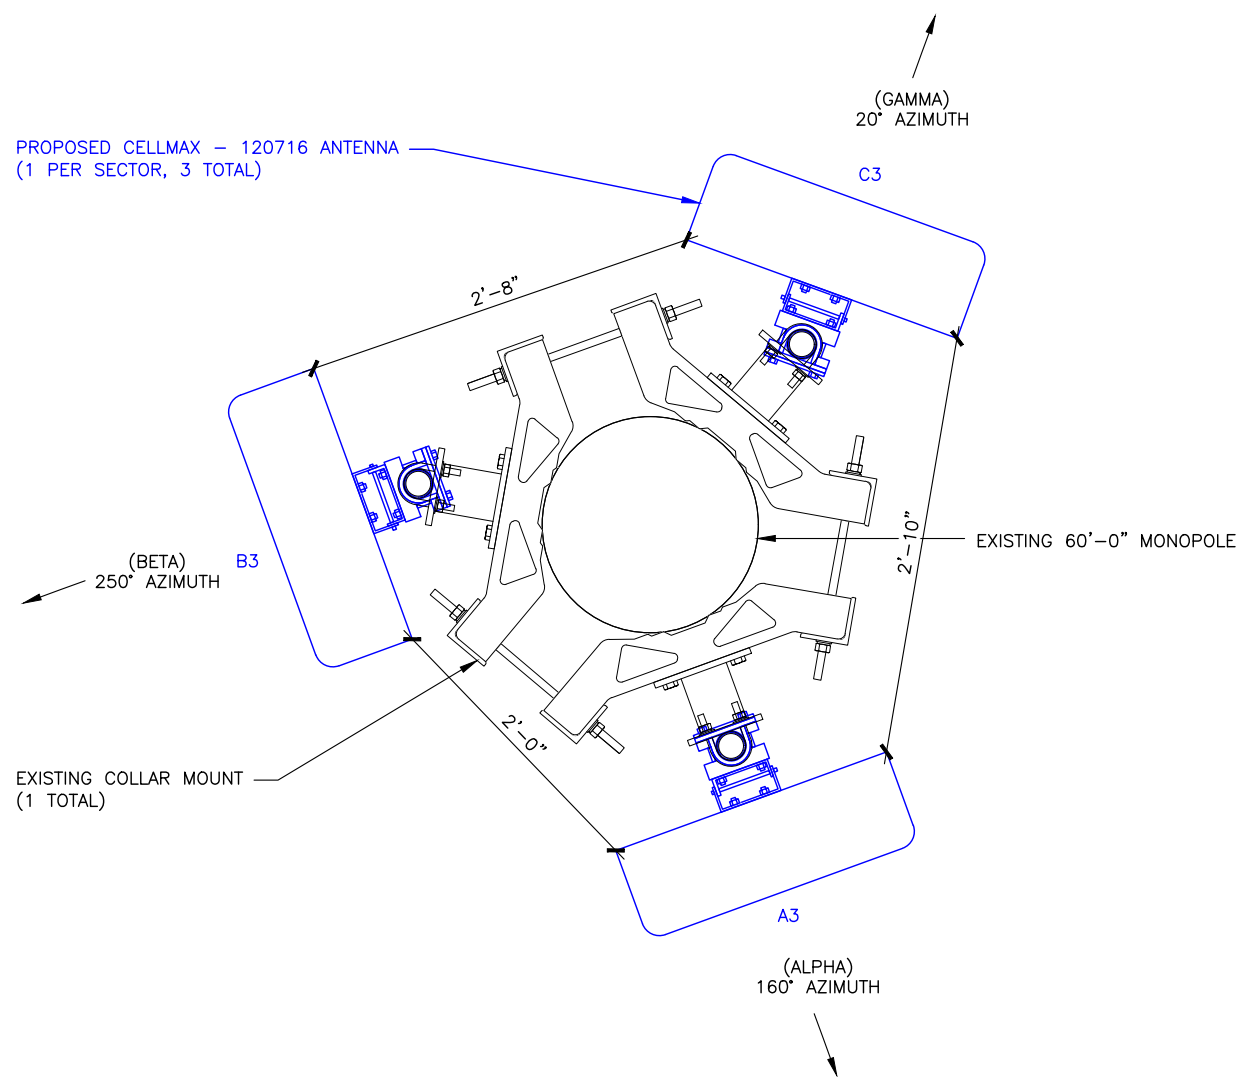 (GAMMA)
20° AZIMUTH
PROPOSED CELLMAX – 120716 ANTENNA
(1 PER SECTOR, 3 TOTAL)
C3
2'-8"
EXISTING 60'-0" MONOPOLE
2'-10"
(BETA)
250° AZIMUTH
B3
2'-0"
EXISTING COLLAR MOUNT
(1 TOTAL)
A3
(ALPHA)
160° AZIMUTH